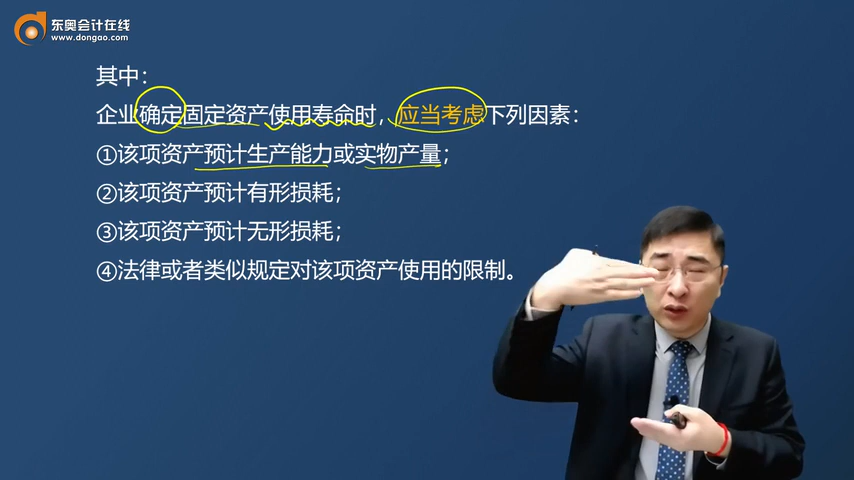 东奥会计在线
www.dongao.com
其中：
企业确定固定资产使用寿命时，应当考虑下列因素：
①该项资产预计生产能力或实物产量；
②该项资产预计有形损耗；
③该项资产预计无形损耗；
④法律或者类似规定对该项资产使用的限制。